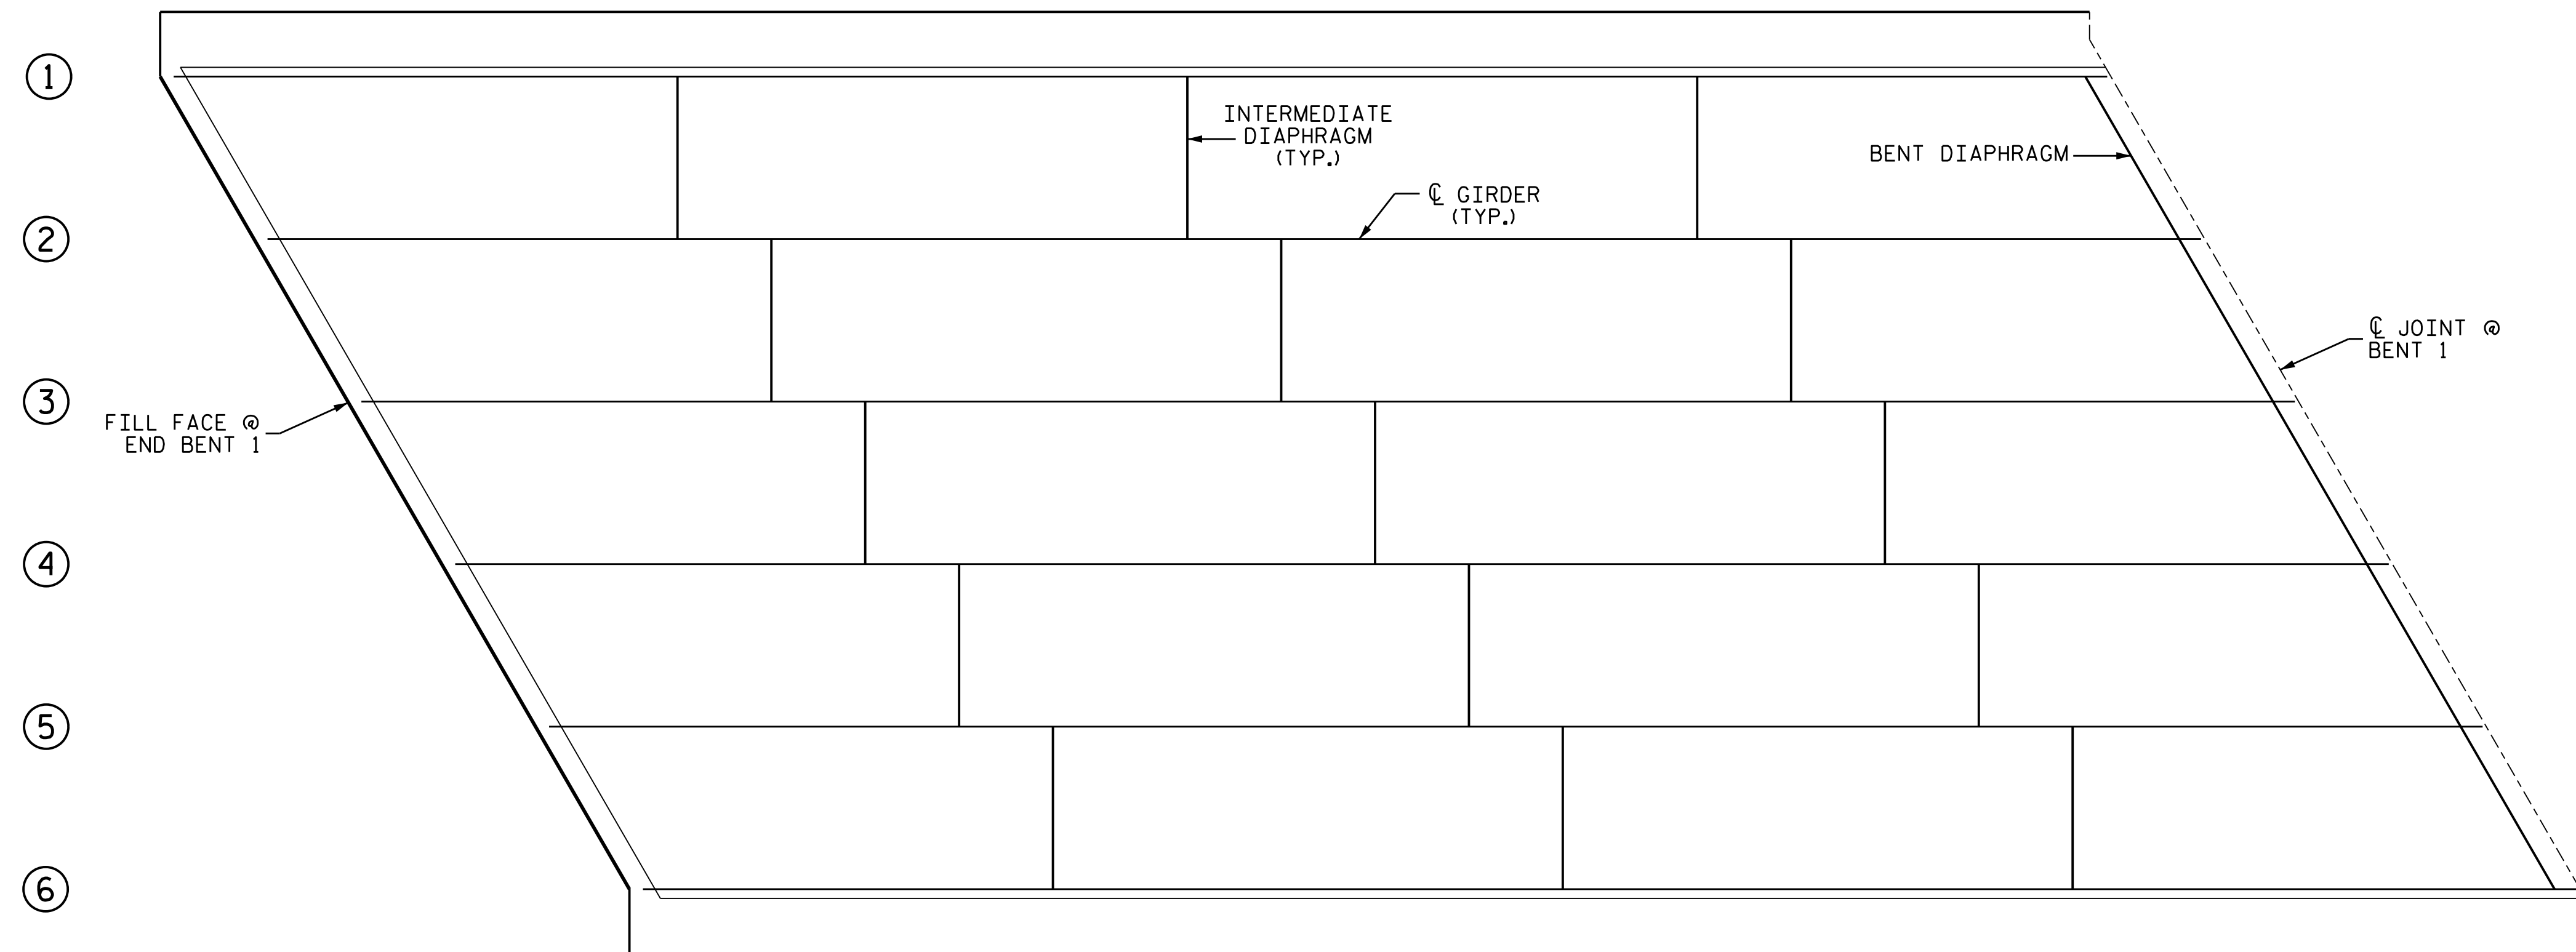 1
INTERMEDIATE
DIAPHRAGM
(TYP.)
BENT DIAPHRAGM
℄ GIRDER
(TYP.)
2
℄ JOINT @
BENT 1
3
FILL FACE @
END BENT 1
4
5
6